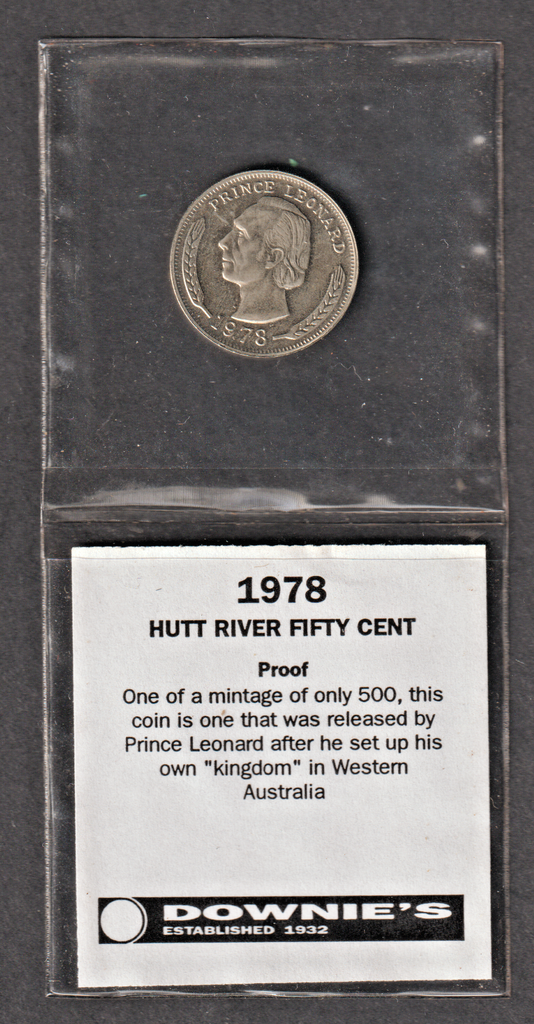 PRINCE LEONARD
1978
1978
HUTT RIVER FIFTY CENT
Proof
One of a mintage of only 500, this
coin is one that was released by
Prince Leonard after he set up his
own "kingdom" in Western
Australia
DOWNIE'S
ESTABLISHED 1932